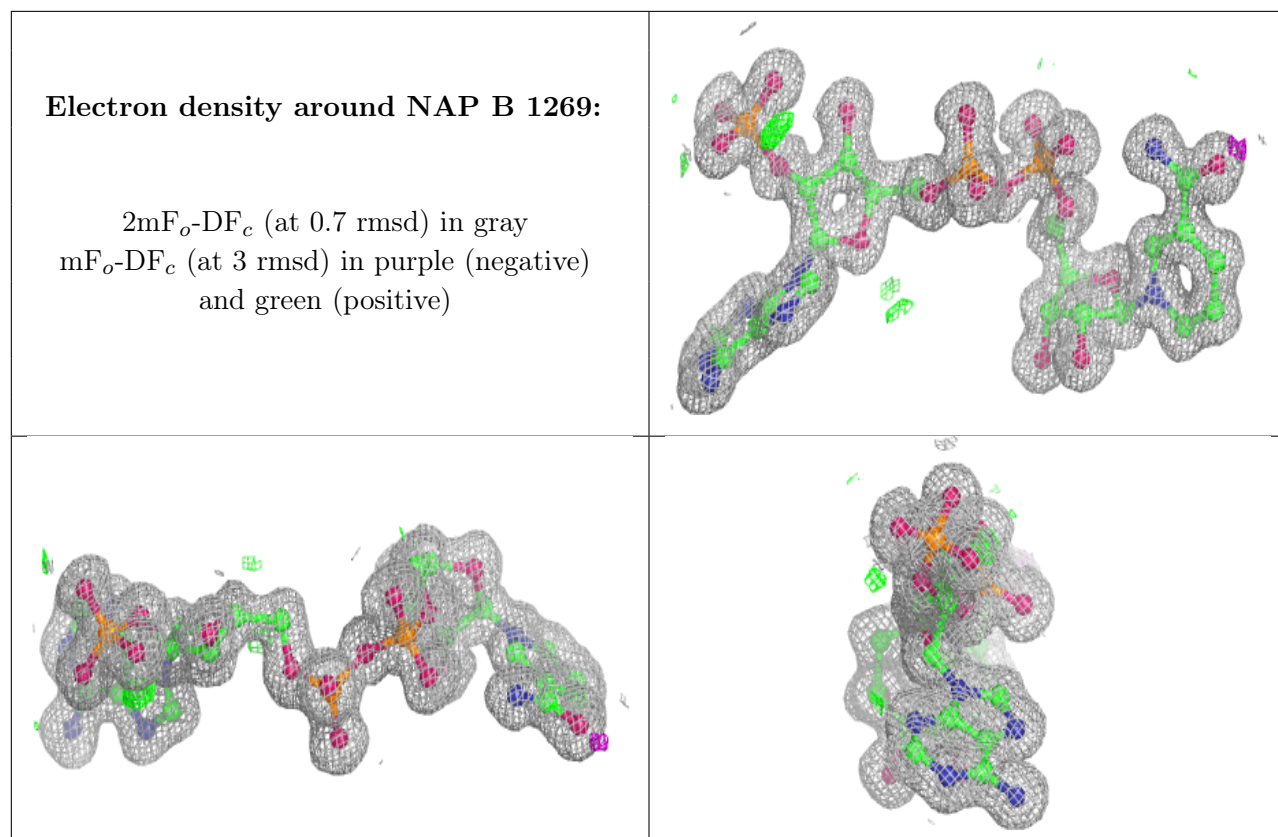 Electron density around NAP B 1269:
2mFo-DFc (at 0.7 rmsd) in gray
mFo-DFc (at 3 rmsd) in purple (negative)
and green (positive)